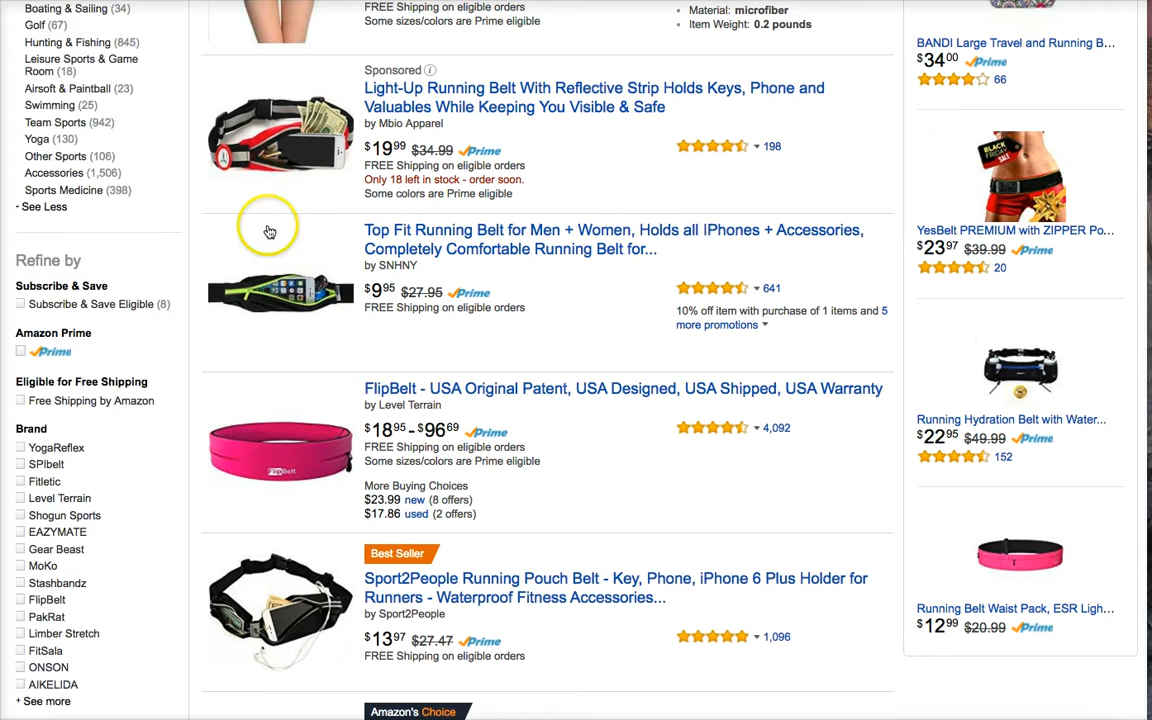 Boating & Sailing (34)
Golf (67)
Hunting & Fishing (845)
Leisure Sports & Game
Room (18)
Airsoft & Paintball (23)
Swimming (25)
Team Sports (942)
Yoga (130)
Other Sports (106)
Accessories (1,506)
Sports Medicine (398)
See Less
Refine by
Subscribe & Save
Subscribe & Save Eligible (8)
Amazon Prime
Prime
Eligible for Free Shipping
Free Shipping by Amazon
Brand
YogaReflex
SPIbelt
Fitletic
Level Terrain
Shogun Sports
EAZYMATE
Gear Beast
MoKo
Stashbandz
FlipBelt
PakRat
Limber Stretch
FitSala
ONSON
AIKELIDA
+ See more
FREE Shipping on eligible orders
Some sizes/colors are Prime eligible
• Material: microfiber
• Item Weight: 0.2 pounds
Sponsored
Light-Up Running Belt With Reflective Strip Holds Keys, Phone and
Valuables While Keeping You Visible & Safe
by Mbio Apparel
$19.99 $34.99 Prime
198
FREE Shipping on eligible orders
Only 18 left in stock - order soon.
Some colors are Prime eligible
Top Fit Running Belt for Men + Women, Holds all IPhones + Accessories,
Completely Comfortable Running Belt for...
by SNHNY
$9.95 $27.95 Prime
641
FREE Shipping on eligible orders
10% off item with purchase of 1 items and 5
more promotions
FlipBelt - USA Original Patent, USA Designed, USA Shipped, USA Warranty
by Level Terrain
$18.95 - $96.69 Prime
4,092
FREE Shipping on eligible orders
Some sizes/colors are Prime eligible
More Buying Choices
$23.99 new (8 offers)
$17.86 used (2 offers)
FlipBelt
Best Seller
Sport2People Running Pouch Belt - Key, Phone, iPhone 6 Plus Holder for
Runners - Waterproof Fitness Accessories...
by Sport2People
$13.97 $27.47 Prime
1,096
FREE Shipping on eligible orders
Amazon's Choice
BANDI Large Travel and Running B...
$34.00 Prime
66
BLACK
FRIDAY
SALE
YesBelt PREMIUM with ZIPPER Po...
$23.97 $39.99 Prime
20
Running Hydration Belt with Water...
$22.95 $49.99 Prime
152
Running Belt Waist Pack, ESR Ligh...
$12.99 $20.99 Prime